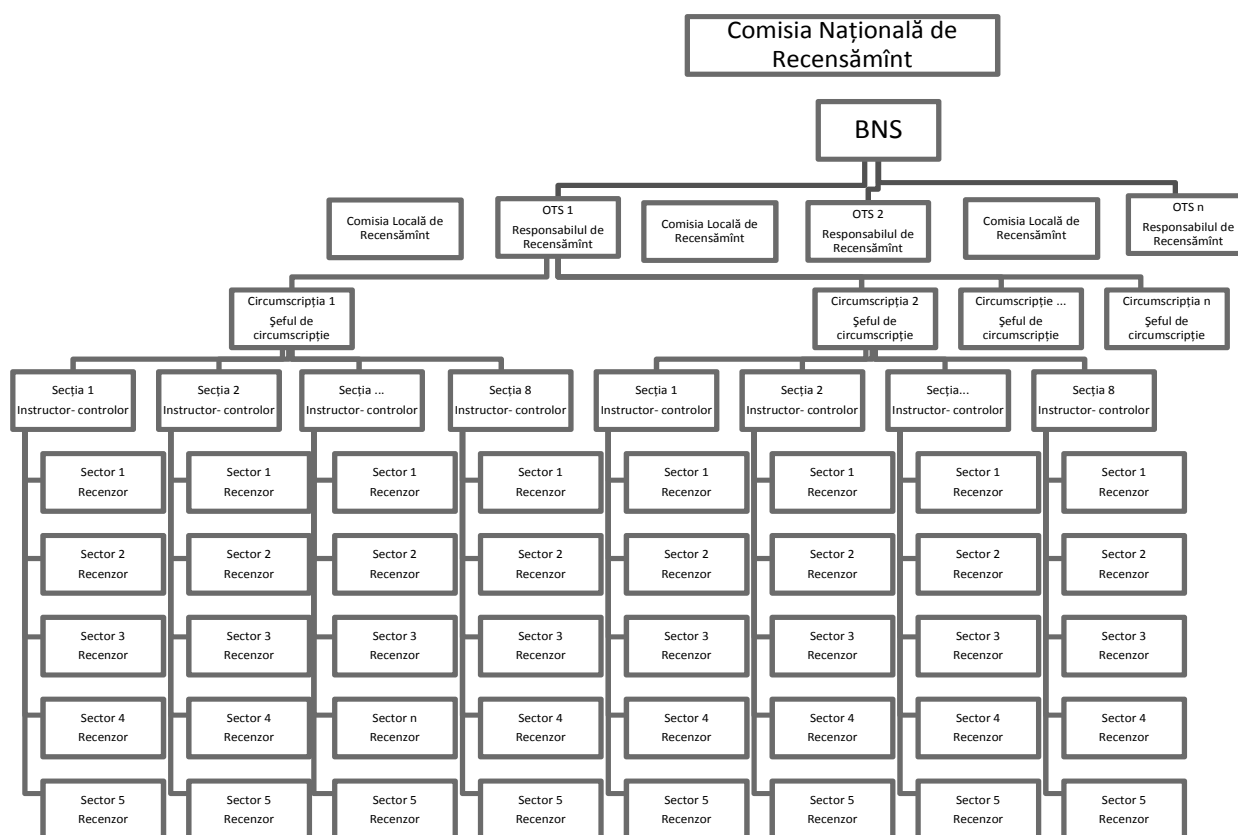 Comisia Națională de
Recensămînt
BNS
Comisia Locală de
Recensămînt
OTS 1
Responsabilul de
Recensămînt
Comisia Locală de
Recensămînt
OTS 2
Responsabilul de
Recensămînt
Comisia Locală de
Recensămînt
OTS n
Responsabilul de
Recensămînt
Circumscripția 1
Şeful de
circumscripție
Circumscripția 2
Şeful de
circumscripție
Circumscripție ...
Şeful de
circumscripție
Circumscripția n
Şeful de
circumscripție
Secția 1
Instructor- controlor
Secția 2
Instructor- controlor
Secția ...
Instructor- controlor
Secția 8
Instructor- controlor
Secția 1
Instructor- controlor
Secția 2
Instructor- controlor
Secția...
Instructor- controlor
Secția 8
Instructor- controlor
Sector 1
Recenzor
Sector 1
Recenzor
Sector 1
Recenzor
Sector 1
Recenzor
Sector 1
Recenzor
Sector 1
Recenzor
Sector 1
Recenzor
Sector 1
Recenzor
Sector 2
Recenzor
Sector 2
Recenzor
Sector 2
Recenzor
Sector 2
Recenzor
Sector 2
Recenzor
Sector 2
Recenzor
Sector 2
Recenzor
Sector 2
Recenzor
Sector 3
Recenzor
Sector 3
Recenzor
Sector 3
Recenzor
Sector 3
Recenzor
Sector 3
Recenzor
Sector 3
Recenzor
Sector 3
Recenzor
Sector 3
Recenzor
Sector 4
Recenzor
Sector 4
Recenzor
Sector n
Recenzor
Sector 4
Recenzor
Sector 4
Recenzor
Sector 4
Recenzor
Sector 4
Recenzor
Sector 4
Recenzor
Sector 5
Recenzor
Sector 5
Recenzor
Sector 5
Recenzor
Sector 5
Recenzor
Sector 5
Recenzor
Sector 5
Recenzor
Sector 5
Recenzor
Sector 5
Recenzor